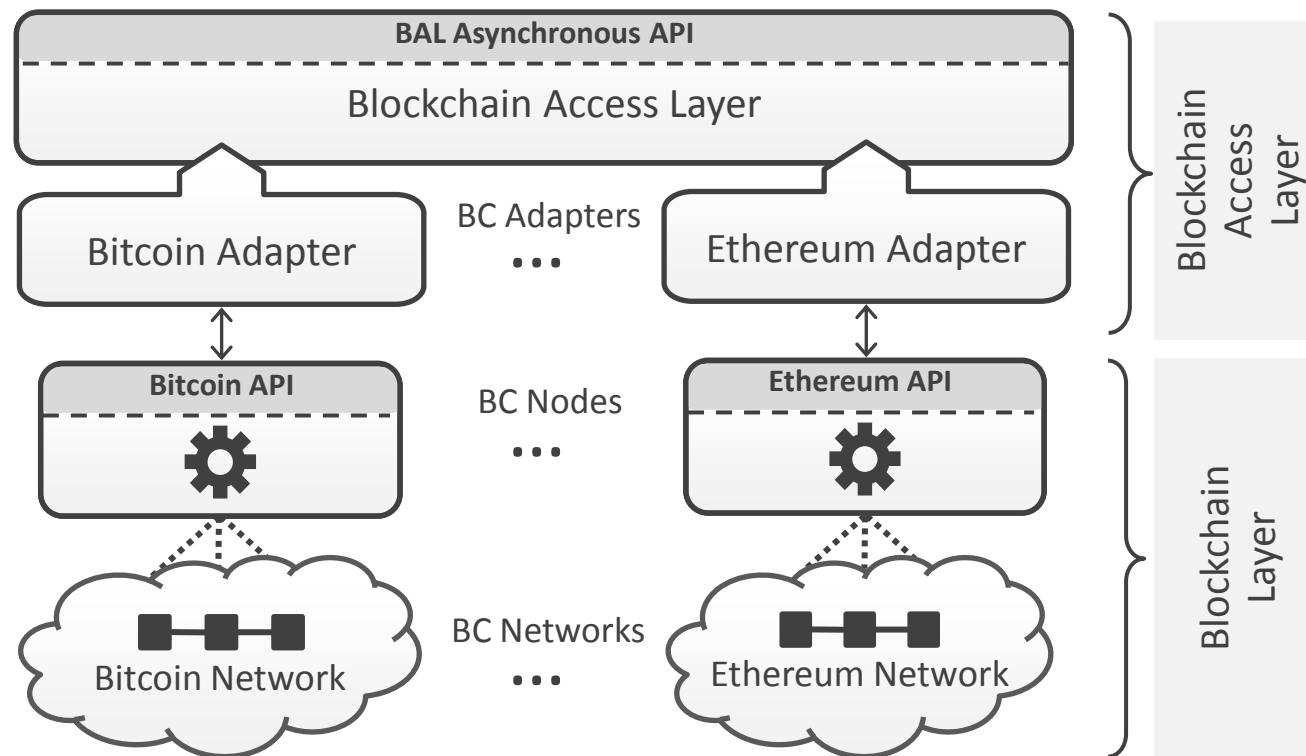 BAL Asynchronous API
Blockchain Access Layer
Bitcoin Adapter
BC Adapters
...
Ethereum Adapter
Blockchain
Access
Layer
Bitcoin API
BC Nodes
...
Ethereum API
Bitcoin Network
BC Networks
...
Ethereum Network
Blockchain
Layer